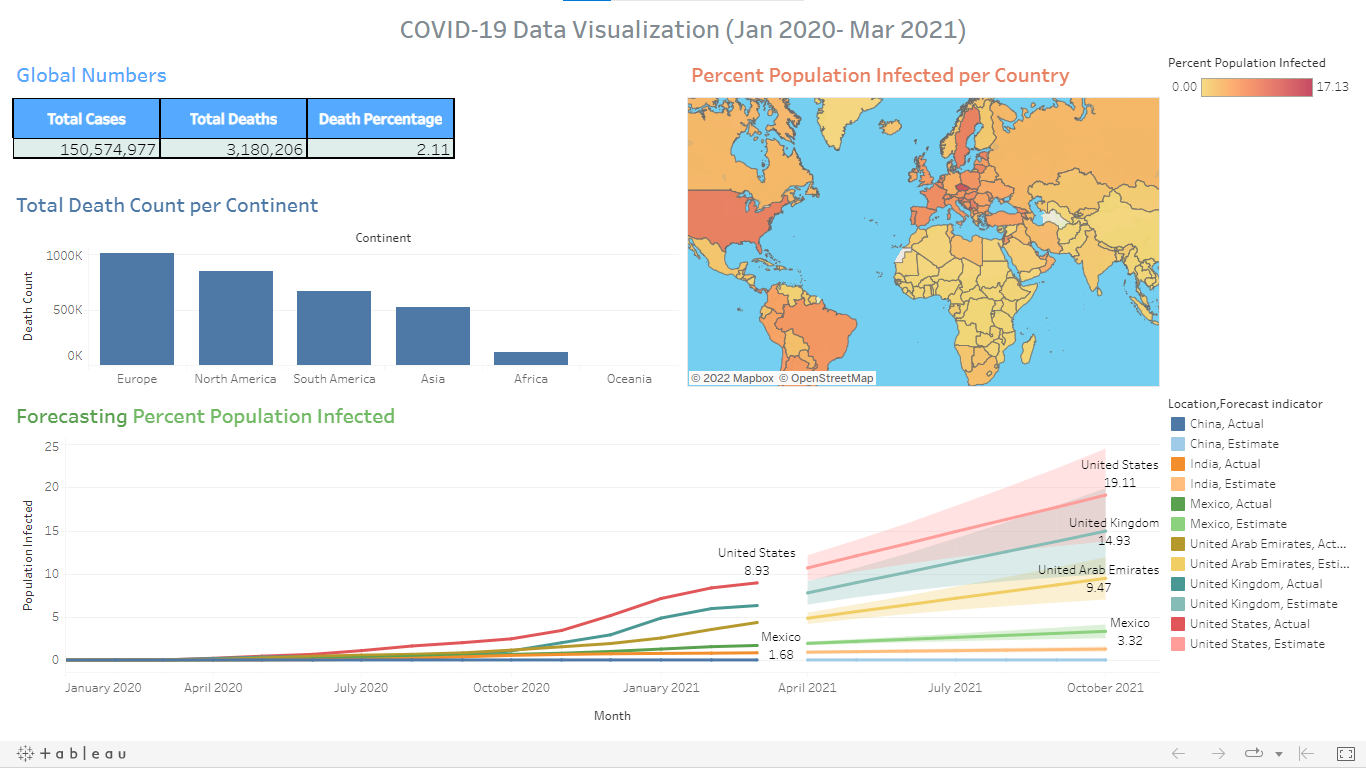 COVID-19 Data Visualization (Jan 2020- Mar 2021)
Global Numbers
Total Cases Total Deaths Death Percentage
150,574,977 3,180,206 2.11
Total Death Count per Continent
Continent
Death Count
1000K
500K
0K
Europe North America South America Asia Africa Oceania
Percent Population Infected per Country
© 2022 Mapbox © OpenStreetMap
Percent Population Infected
0.00 17.13
Forecasting Percent Population Infected
Population Infected
25
20
15
10
5
0
United States
8.93
Mexico
1.68
United States
19.11
United Kingdom
14.93
United Arab Emirates
9.47
Mexico
3.32
January 2020 April 2020 July 2020 October 2020 January 2021 April 2021 July 2021 October 2021
Month
Location,Forecast indicator
China, Actual
China, Estimate
India, Actual
India, Estimate
Mexico, Actual
Mexico, Estimate
United Arab Emirates, Act...
United Arab Emirates, Esti...
United Kingdom, Actual
United Kingdom, Estimate
United States, Actual
United States, Estimate
+ableau